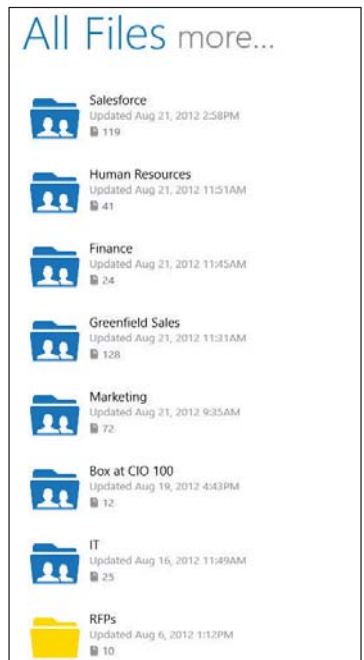 All Files more...
Salesforce
Updated Aug 21, 2012 2:58PM
119
Human Resources
Updated Aug 21, 2012 11:51AM
41
Finance
Updated Aug 21, 2012 11:45AM
24
Greenfield Sales
Updated Aug 21, 2012 11:31AM
128
Marketing
Updated Aug 21, 2012 9:35AM
72
Box at CIO 100
Updated Aug 19, 2012 4:43PM
12
IT
Updated Aug 16, 2012 11:49AM
25
RFPs
Updated Aug 6, 2012 1:12PM
10